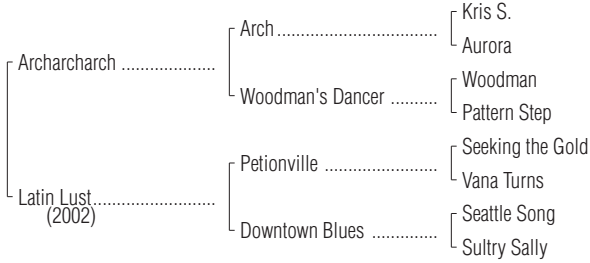 Kris S.
Arch....................................
Aurora
Archarcharch .....................
Woodman
Woodman's Dancer ..........
Pattern Step
Seeking the Gold
Petionville .........................
Vana Turns
Latin Lust...........................
(2002)
Seattle Song
Downtown Blues ..............
Sultry Sally